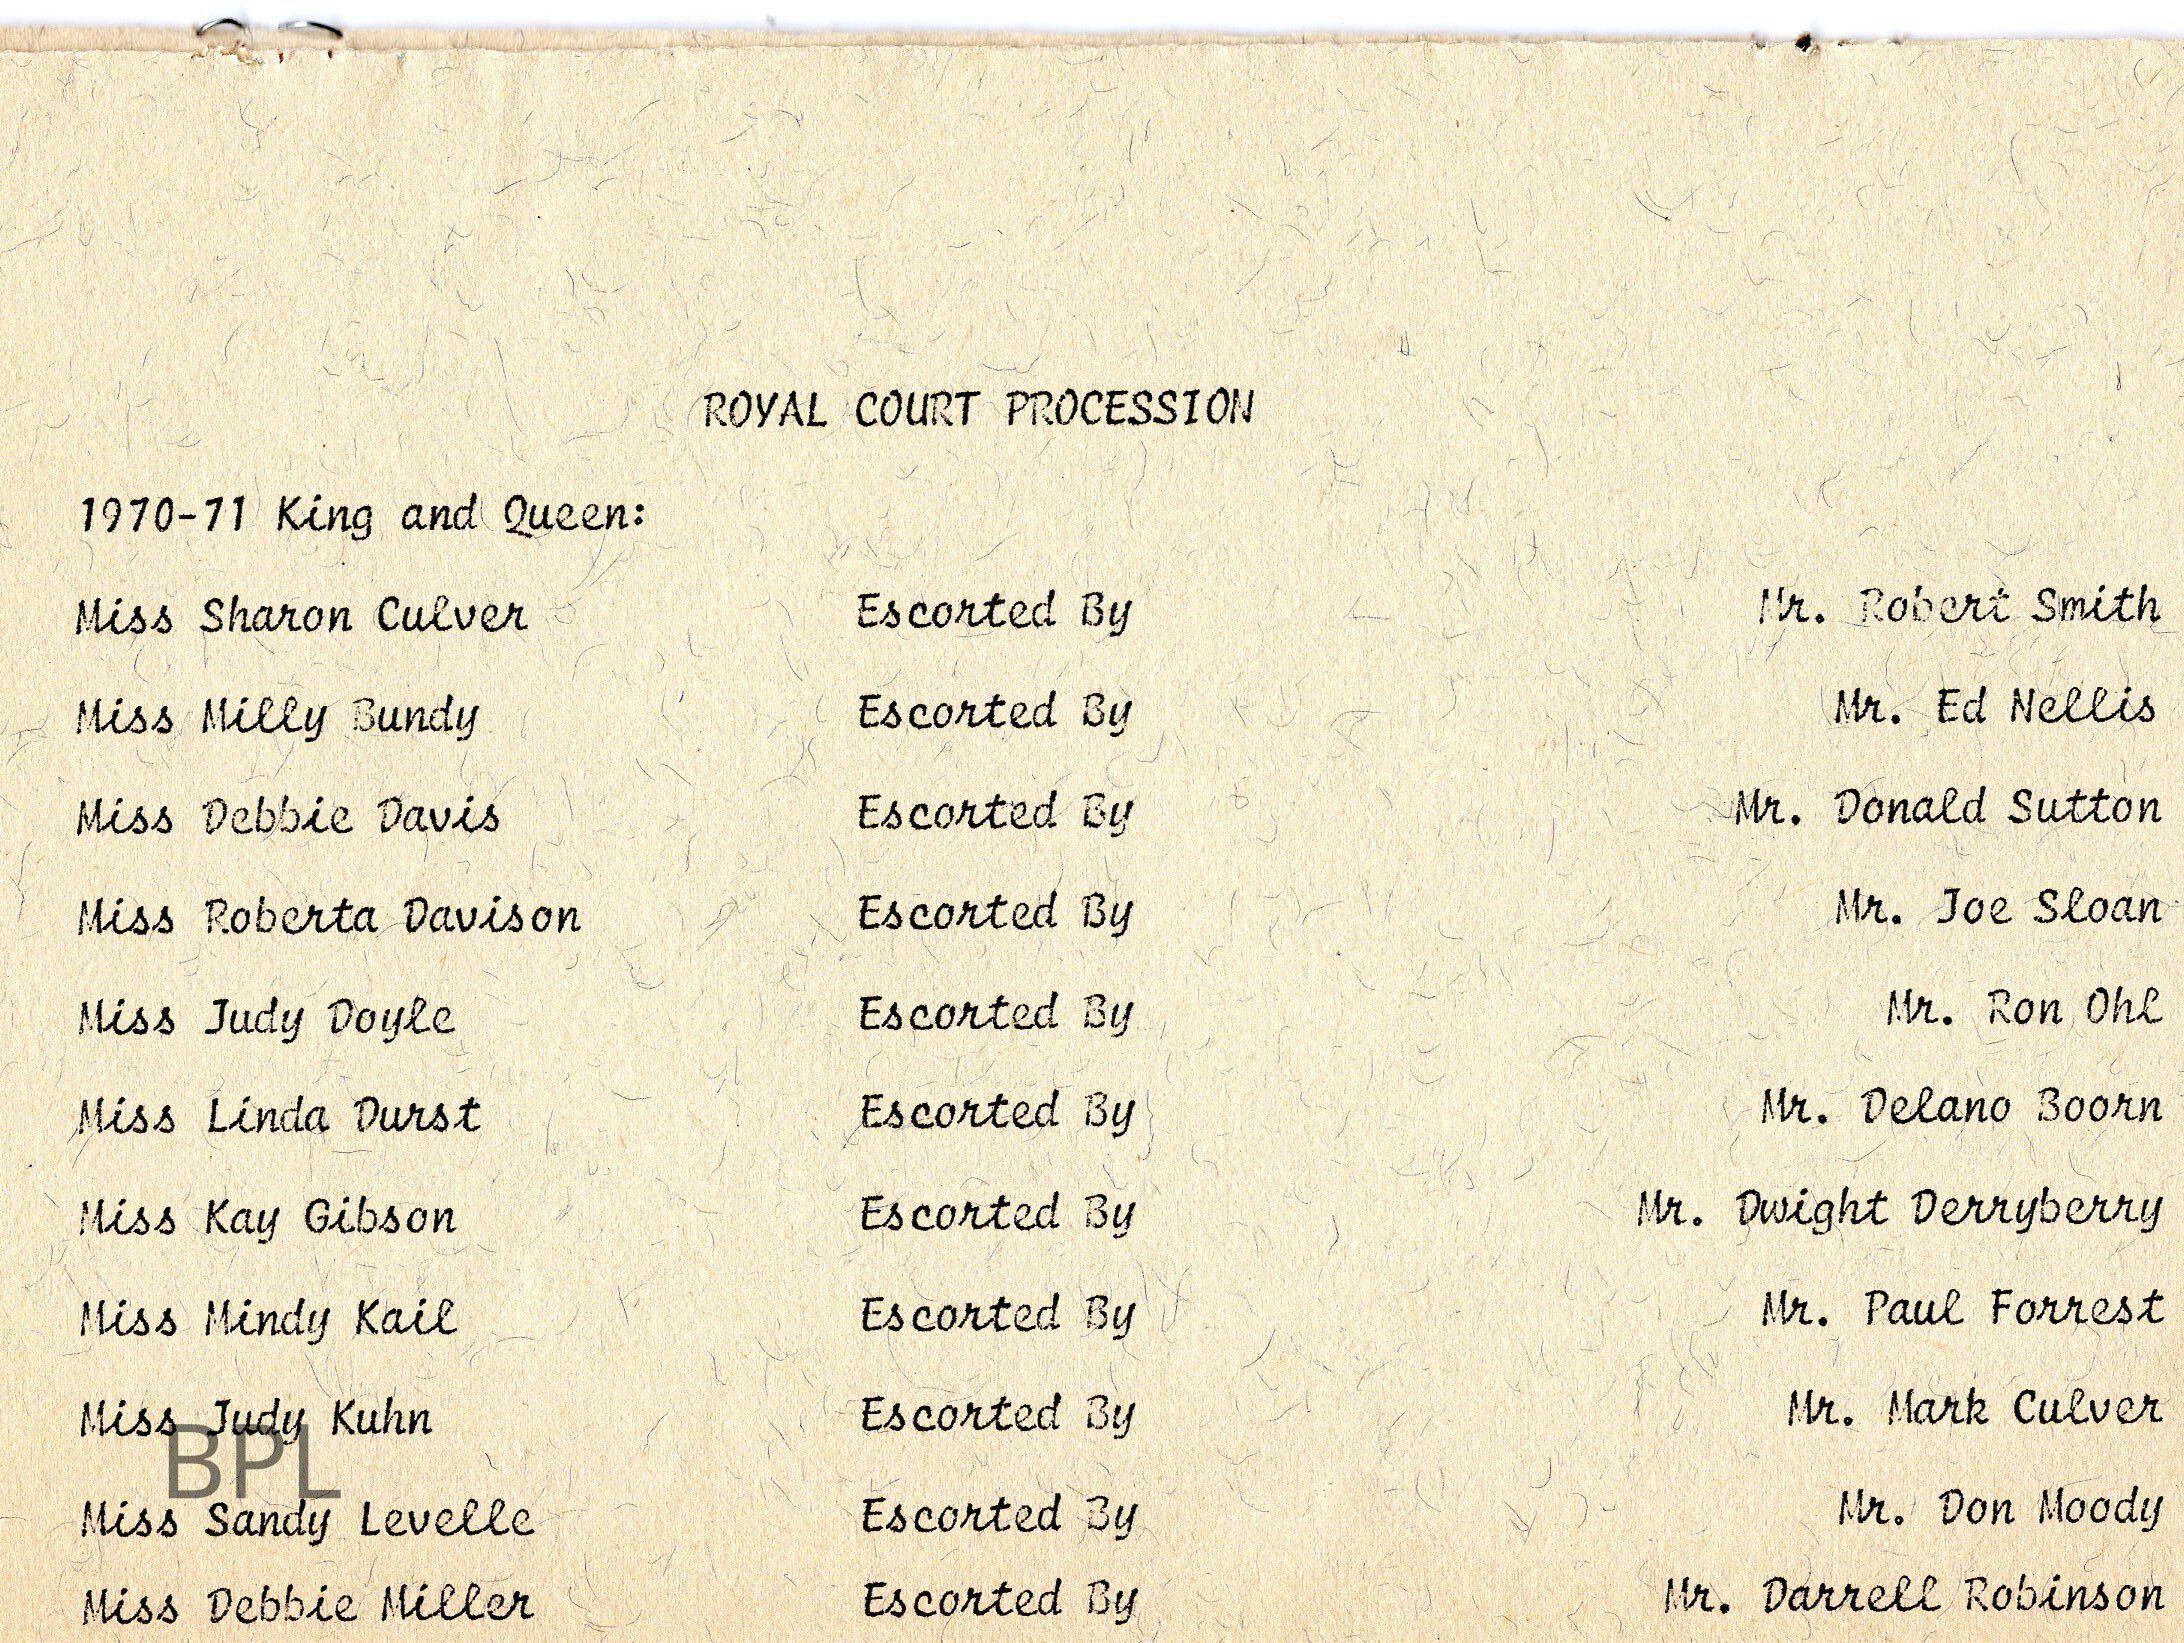 ROYAL COURT PROCESSION
1970-71 King and Queen:
Miss Sharon Culver Escorted By Mr. Robert Smith
Miss Milly Bundy Escorted By Mr. Ed Nellis
Miss Debbie Davis Escorted By Mr. Donald Sutton
Miss Roberta Davison Escorted By Mr. Joe Sloan
Miss Judy Doyle Escorted By Mr. Ron Ohl
Miss Linda Durst Escorted By Mr. Delano Boorn
Miss Kay Gibson Escorted By Mr. Dwight Derryberry
Miss Mindy Kail Escorted By Mr. Paul Forrest
Miss Judy Kuhn Escorted By Mr. Mark Culver
BPL
Miss Sandy Levelle Escorted By Mr. Don Moody
Miss Debbie Miller Escorted By Mr. Darrell Robinson